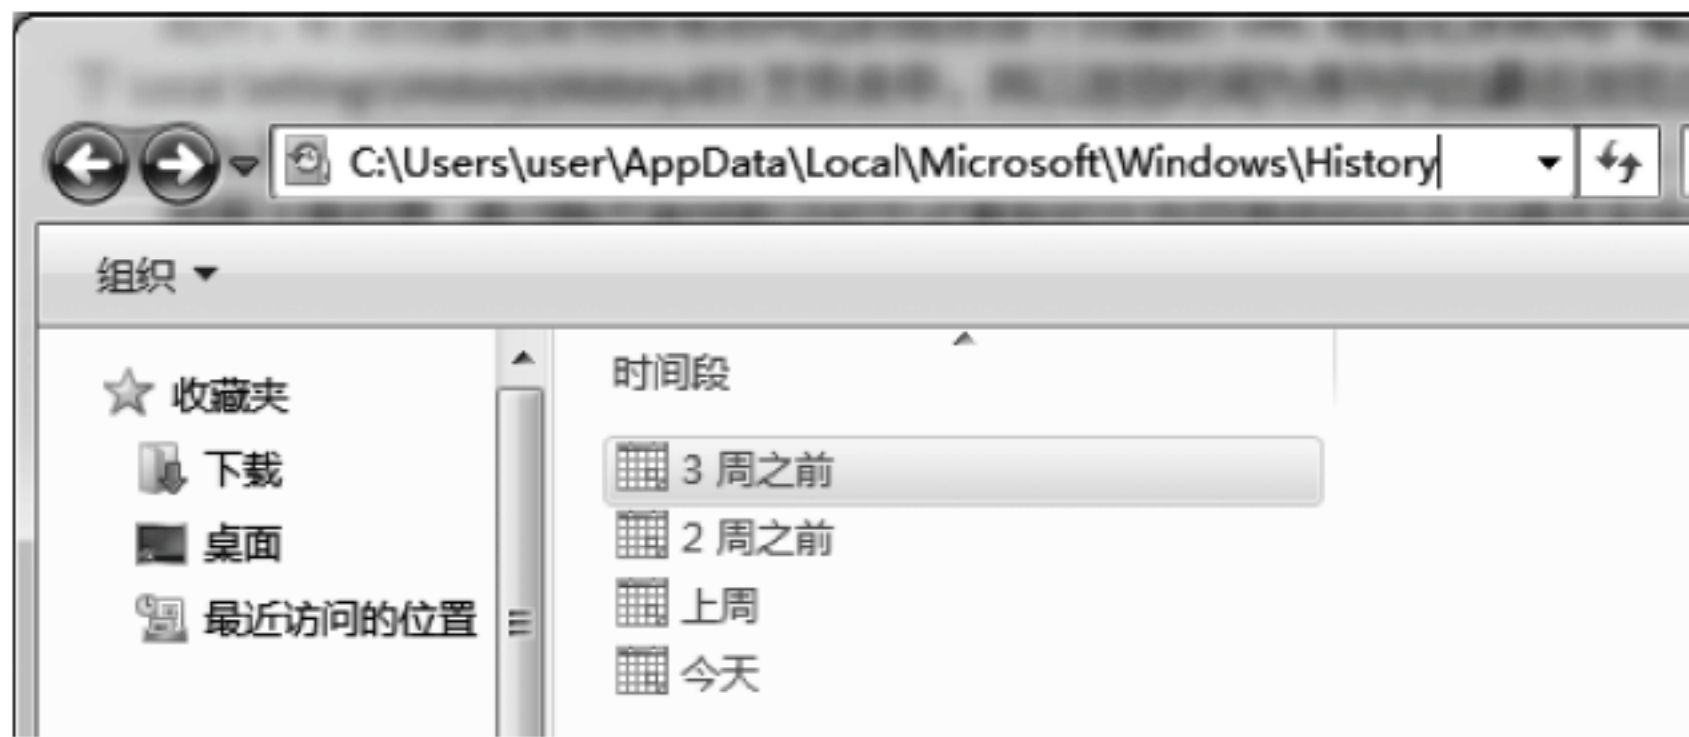 C:\Users\user\AppData\Local\Microsoft\Windows\History
组织
收藏夹
下载
桌面
最近访问的位置
时间段
3 周之前
2 周之前
上周
今天